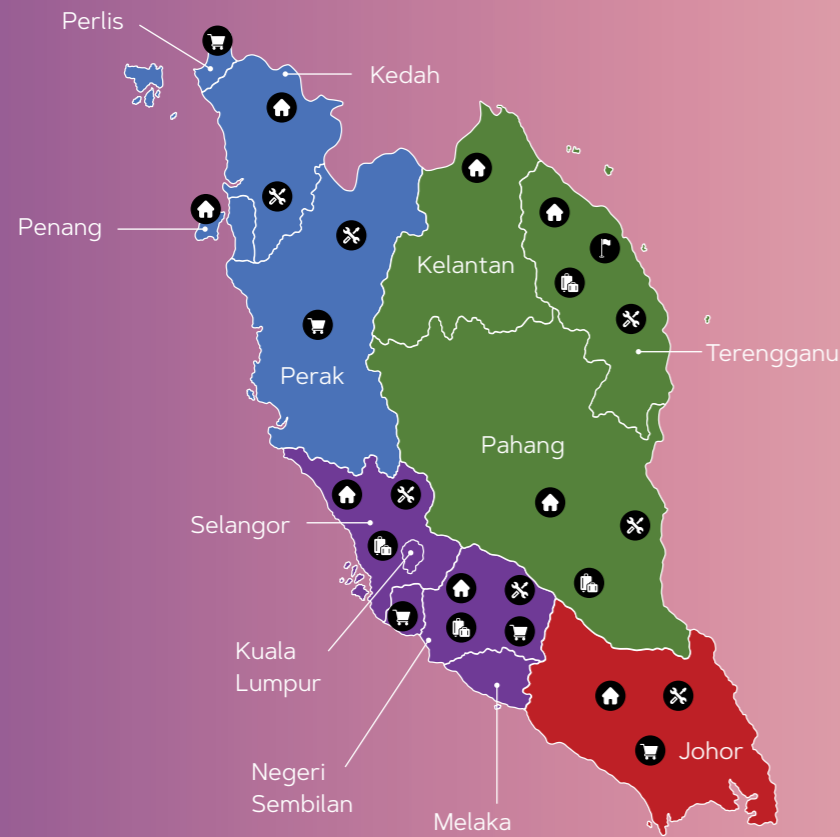 Perlis
Kedah
Penang
Kelantan
Terengganu
Perak
Pahang
Selangor
Kuala
Lumpur
Johor
Negeri
Sembilan
Melaka